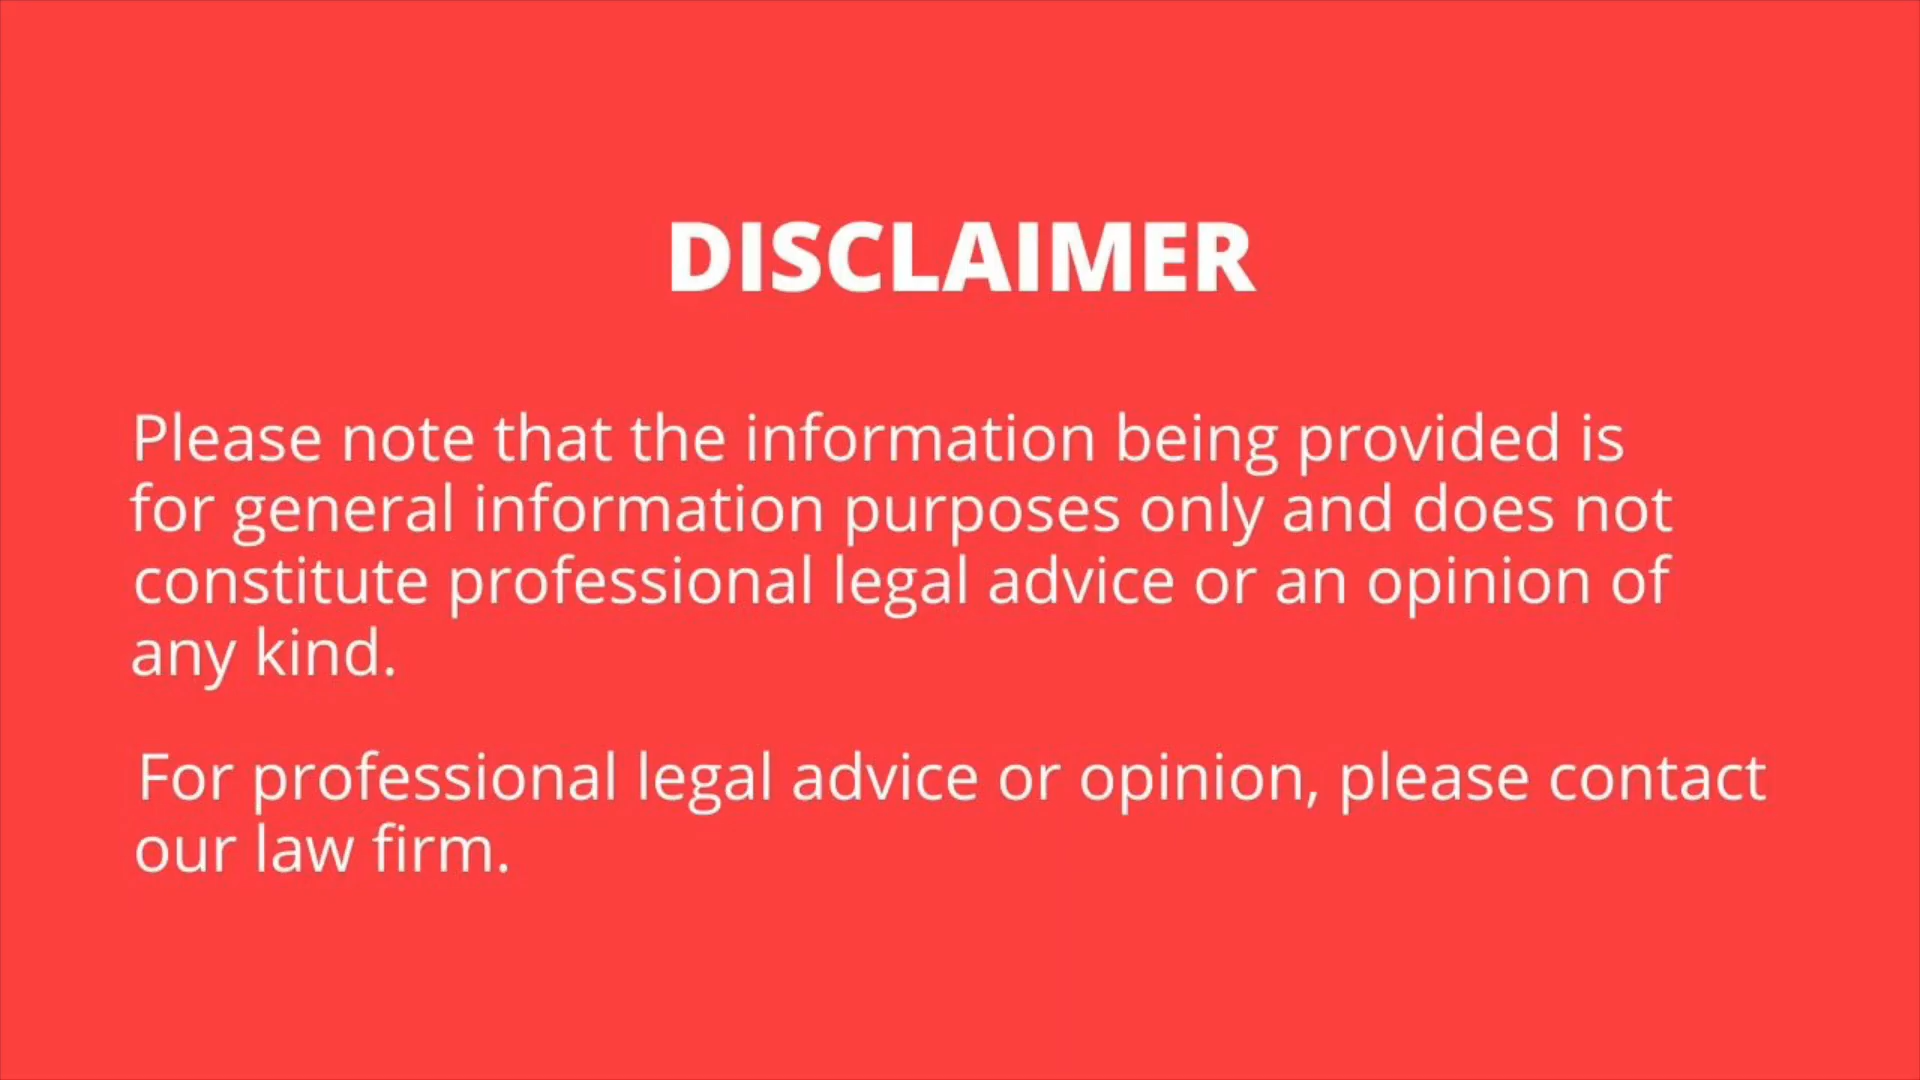 DISCLAIMER
Please note that the information being provided is
for general information purposes only and does not
constitute professional legal advice or an opinion of
any kind.
For professional legal advice or opinion, please contact
our law firm.